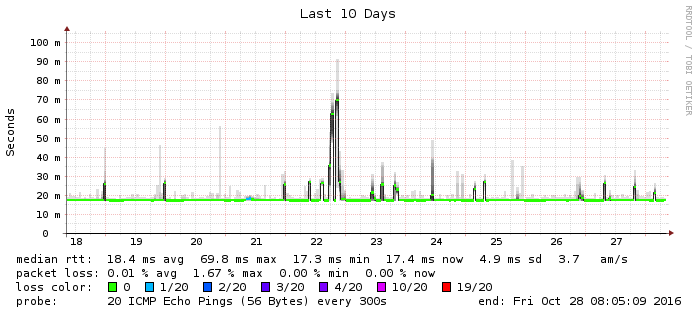 Last 10 Days
RRDTOOL / TOBI OETIKER
Seconds
100 m
90 m
80 m
70 m
60 m
50 m
40 m
30 m
20 m
10 m
0
18 19 20 21 22 23 24 25 26 27
median rtt: 18.4 ms avg 69.8 ms max 17.3 ms min 17.4 ms now 4.9 ms sd 3.7 am/s
packet loss: 0.01 % avg 1.67 % max 0.00 % min 0.00 % now
loss color: 0 1/20 2/20 3/20 4/20 10/20 19/20
probe: 20 ICMP Echo Pings (56 Bytes) every 300s end: Fri Oct 28 08:05:09 2016